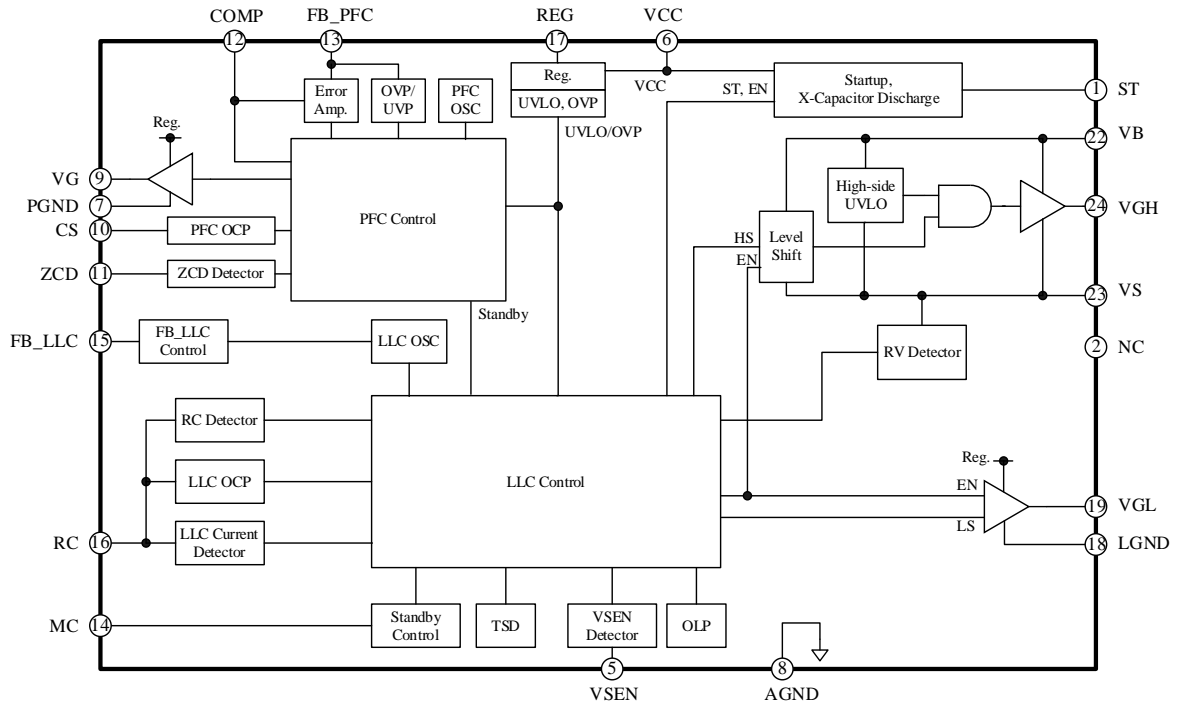 COMP
FB_PFC
REG
VCC
12
13
17
6
Error
Amp.
OVP/
UVP
PFC
OSC
Reg.
UVLO, OVP
VCC
ST, EN
Startup,
X-Capacitor Discharge
1
ST
UVLO/OVP
Reg.
VG
9
PGND
7
CS
10
PFC OCP
ZCD
11
ZCD Detector
PFC Control
Standby
22
VB
High-side
UVLO
24
VGH
HS
EN
Level
Shift
23
VS
RV Detector
2
NC
FB_LLC
15
FB_LLC
Control
LLC OSC
RC Detector
LLC OCP
LLC Current
Detector
RC
16
LLC Control
Reg.
EN
LS
19
VGL
18
LGND
MC
14
Standby
Control
TSD
VSEN
Detector
OLP
5
VSEN
8
AGND